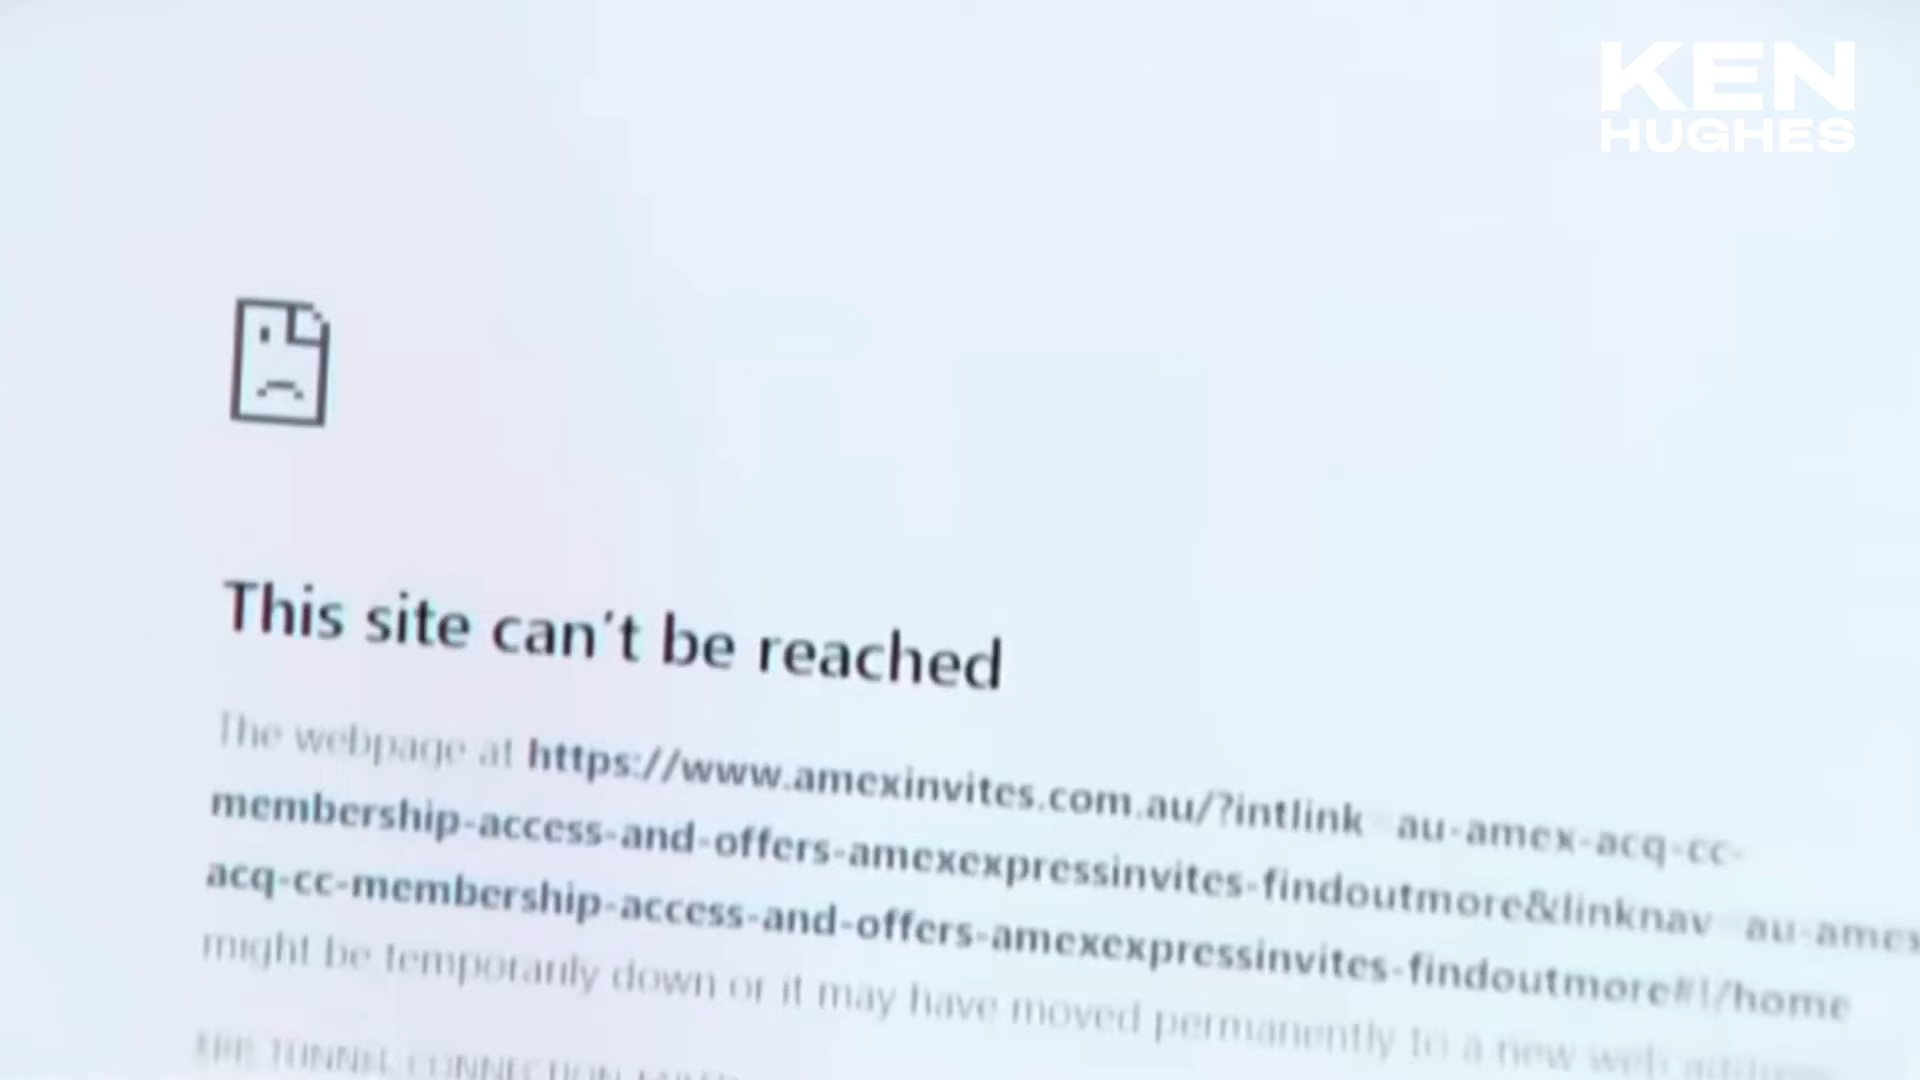 KEN
HUGHES
This site can't be reached
The webpage at https://www.amexinvites.com.au/?intlink au-amex-acq-cc-
membership-access-and-offers-amexexpressinvites-findoutmore&linknav au-amex
acq-cc-membership-access-and-offers-amexexpressinvites-findoutmore#!/home
might be temporarily down or it may have moved permanently to a new web address
ERR_TUNNEL_CONNECTION